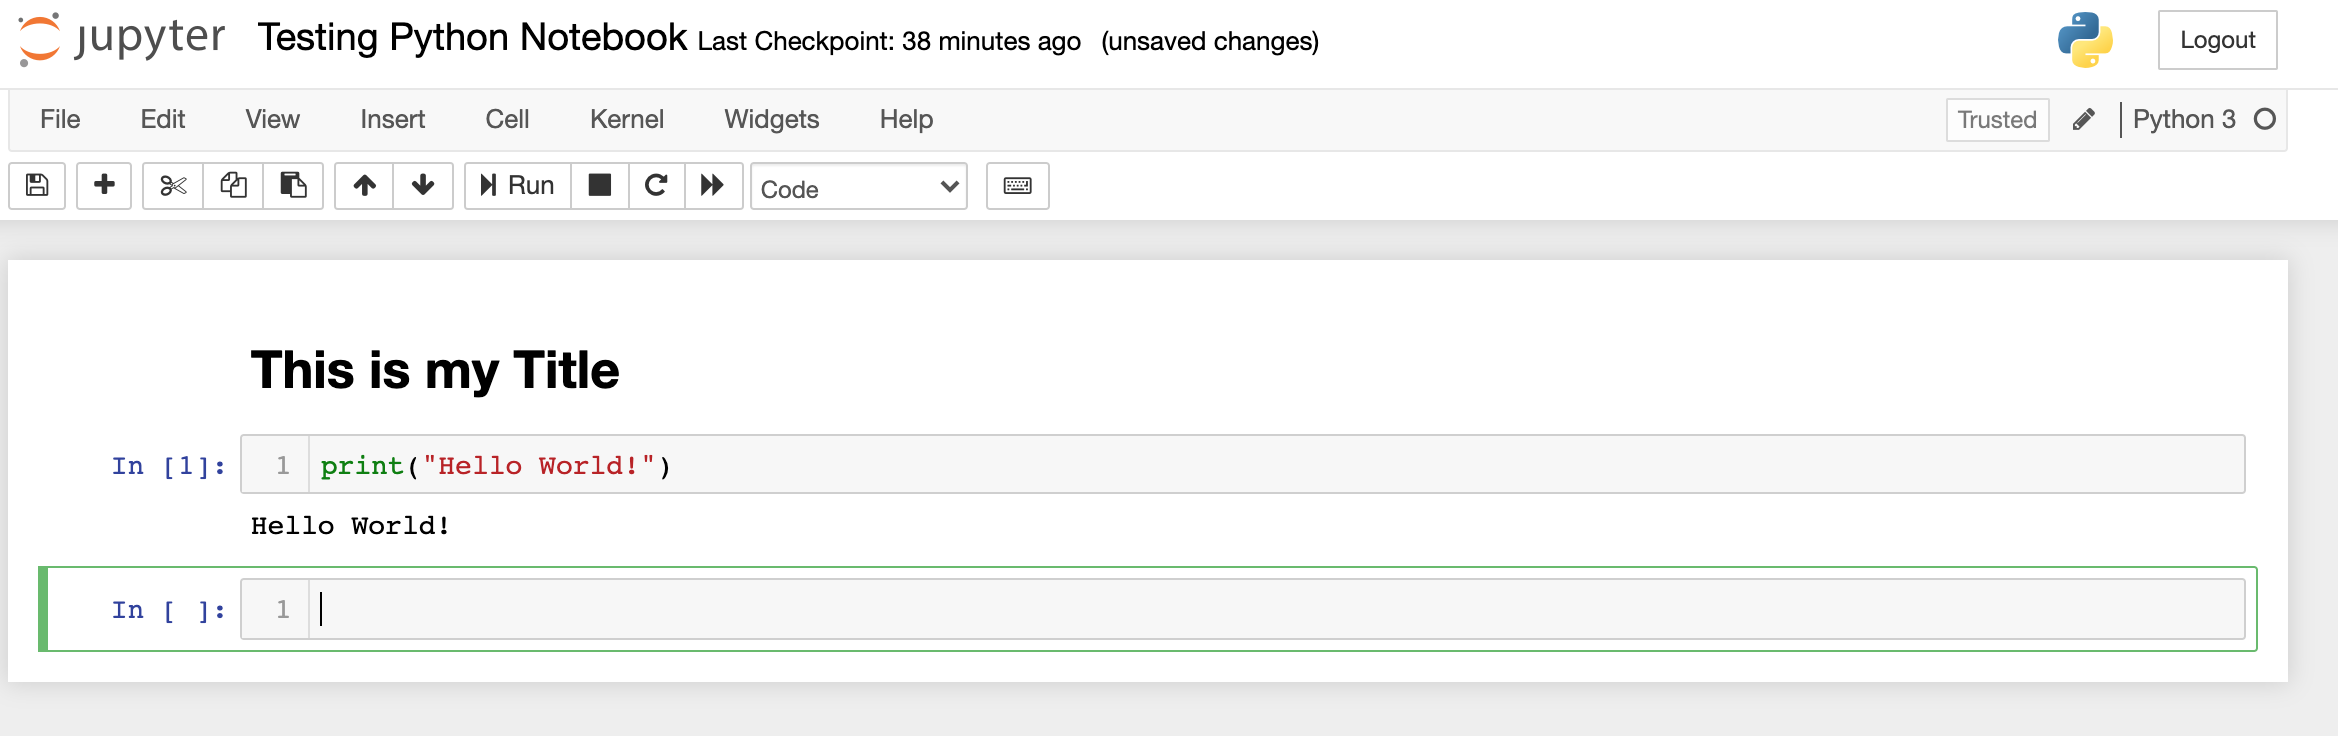 jupyter Testing Python Notebook Last Checkpoint: 38 minutes ago (unsaved changes) Logout
File Edit View Insert Cell Kernel Widgets Help Trusted Python 3
Run Code
This is my Title
In [1]: 1 print("Hello World!")
Hello World!
In [ ]: 1